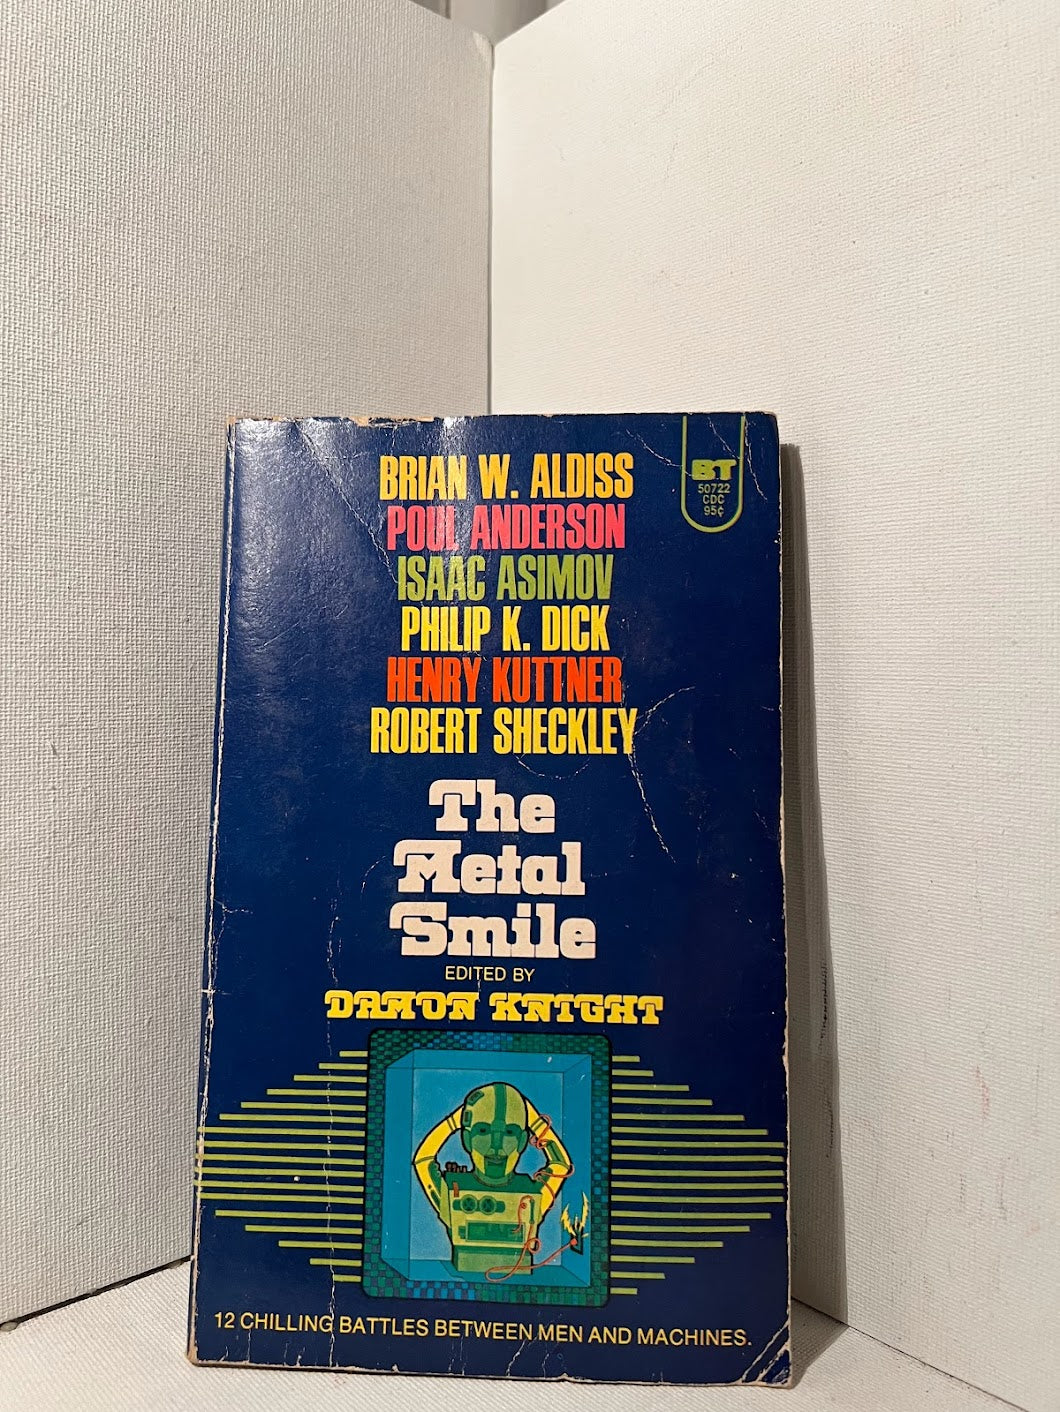 BRIAN W. ALDISS
POUL ANDERSON
ISAAC ASIMOV
PHILIP K. DICK
HENRY KUTTNER
ROBERT SHECKLEY
BT
50722
CDC
95¢
The
Metal
Smile
EDITED BY
DAMON KNIGHT
12 CHILLING BATTLES BETWEEN MEN AND MACHINES.